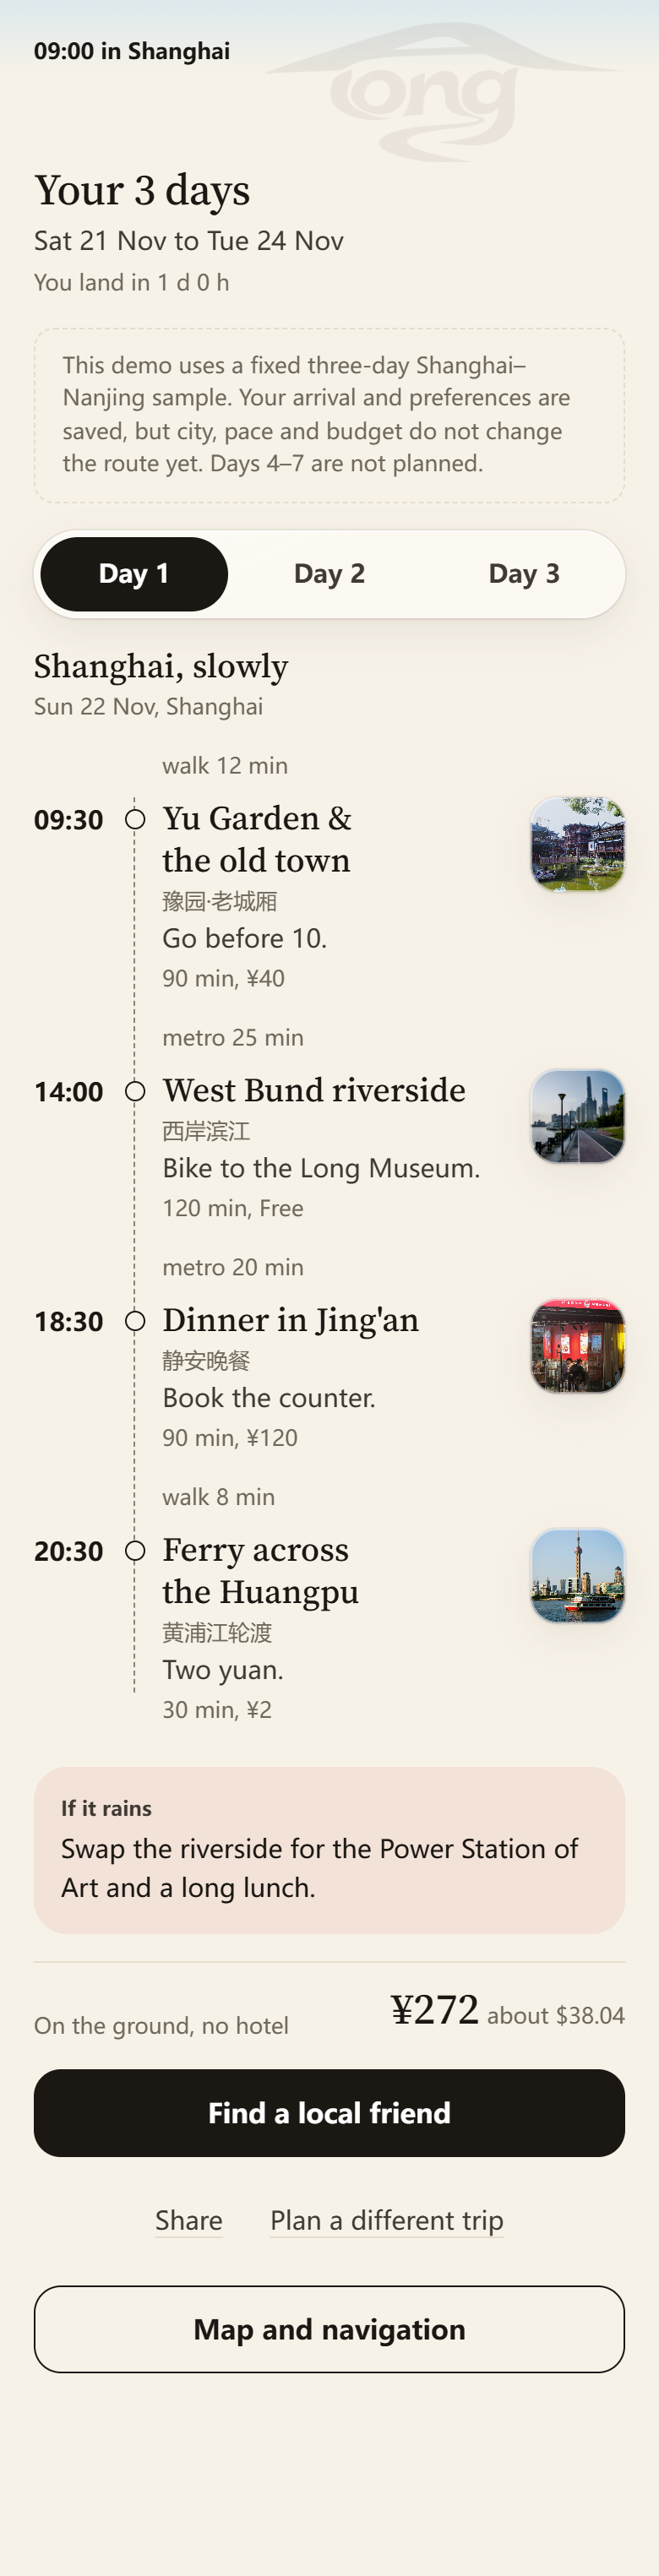 09:00 in Shanghai
long
Your 3 days
Sat 21 Nov to Tue 24 Nov
You land in 1 d 0 h
This demo uses a fixed three-day Shanghai–
Nanjing sample. Your arrival and preferences are
saved, but city, pace and budget do not change
the route yet. Days 4–7 are not planned.
Day 1 Day 2 Day 3
Shanghai, slowly
Sun 22 Nov, Shanghai
walk 12 min
09:30 Yu Garden &
the old town
豫园·老城厢
Go before 10.
90 min, ¥40
metro 25 min
14:00 West Bund riverside
西岸滨江
Bike to the Long Museum.
120 min, Free
metro 20 min
18:30 Dinner in Jing'an
静安晚餐
Book the counter.
90 min, ¥120
walk 8 min
20:30 Ferry across
the Huangpu
黄浦江轮渡
Two yuan.
30 min, ¥2
If it rains
Swap the riverside for the Power Station of
Art and a long lunch.
On the ground, no hotel ¥272 about $38.04
Find a local friend
Share Plan a different trip
Map and navigation